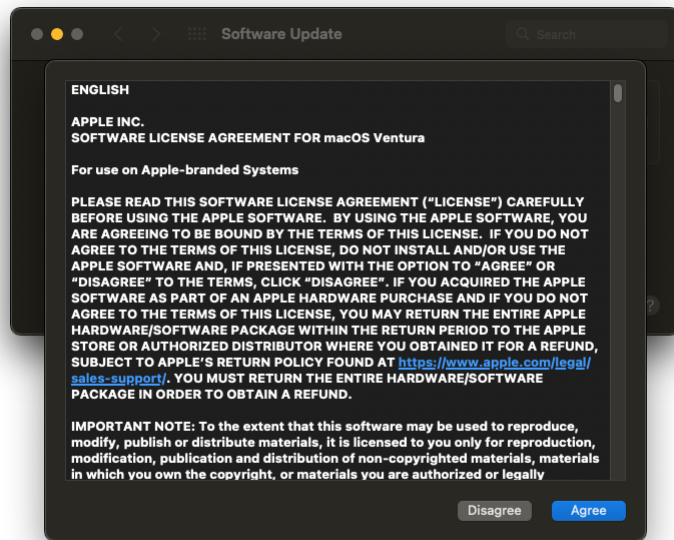 Software Update
Search
ENGLISH
APPLE INC.
SOFTWARE LICENSE AGREEMENT FOR macOS Ventura
For use on Apple-branded Systems
PLEASE READ THIS SOFTWARE LICENSE AGREEMENT (“LICENSE”) CAREFULLY
BEFORE USING THE APPLE SOFTWARE.  BY USING THE APPLE SOFTWARE, YOU
ARE AGREEING TO BE BOUND BY THE TERMS OF THIS LICENSE.  IF YOU DO NOT
AGREE TO THE TERMS OF THIS LICENSE, DO NOT INSTALL AND/OR USE THE
APPLE SOFTWARE AND, IF PRESENTED WITH THE OPTION TO “AGREE” OR
“DISAGREE” TO THE TERMS, CLICK “DISAGREE”. IF YOU ACQUIRED THE APPLE
SOFTWARE AS PART OF AN APPLE HARDWARE PURCHASE AND IF YOU DO NOT
AGREE TO THE TERMS OF THIS LICENSE, YOU MAY RETURN THE ENTIRE APPLE
HARDWARE/SOFTWARE PACKAGE WITHIN THE RETURN PERIOD TO THE APPLE
STORE OR AUTHORIZED DISTRIBUTOR WHERE YOU OBTAINED IT FOR A REFUND,
SUBJECT TO APPLE’S RETURN POLICY FOUND AT https://www.apple.com/legal/
sales-support/. YOU MUST RETURN THE ENTIRE HARDWARE/SOFTWARE
PACKAGE IN ORDER TO OBTAIN A REFUND.
IMPORTANT NOTE: To the extent that this software may be used to reproduce,
modify, publish or distribute materials, it is licensed to you only for reproduction,
modification, publication and distribution of non-copyrighted materials, materials
in which you own the copyright, or materials you are authorized or legally
?
Disagree
Agree